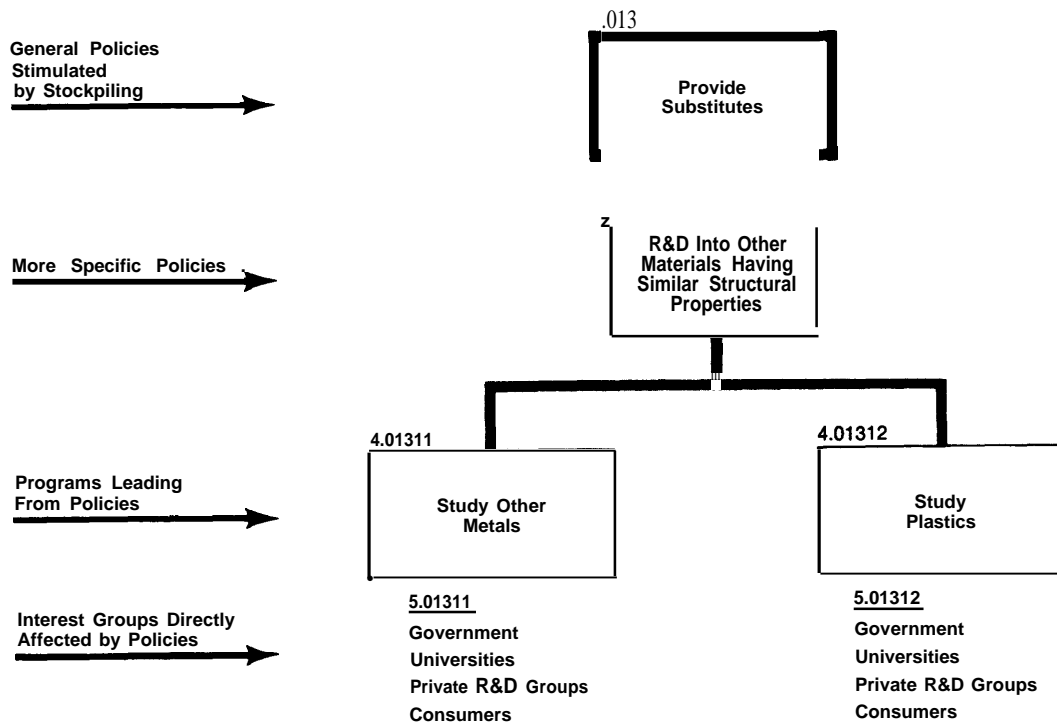 .013
General Policies
Stimulated
by Stockpiling
Provide
Substitutes
z
R&D Into Other
Materials Having
Similar Structural
Properties
More Specific Policies
4.01311
4.01312
Programs Leading
From Policies
Study Other
Metals
Study
Plastics
Interest Groups Directly
Affected by Policies
5.01311
Government
Universities
Private R&D Groups
Consumers
5.01312
Government
Universities
Private R&D Groups
Consumers